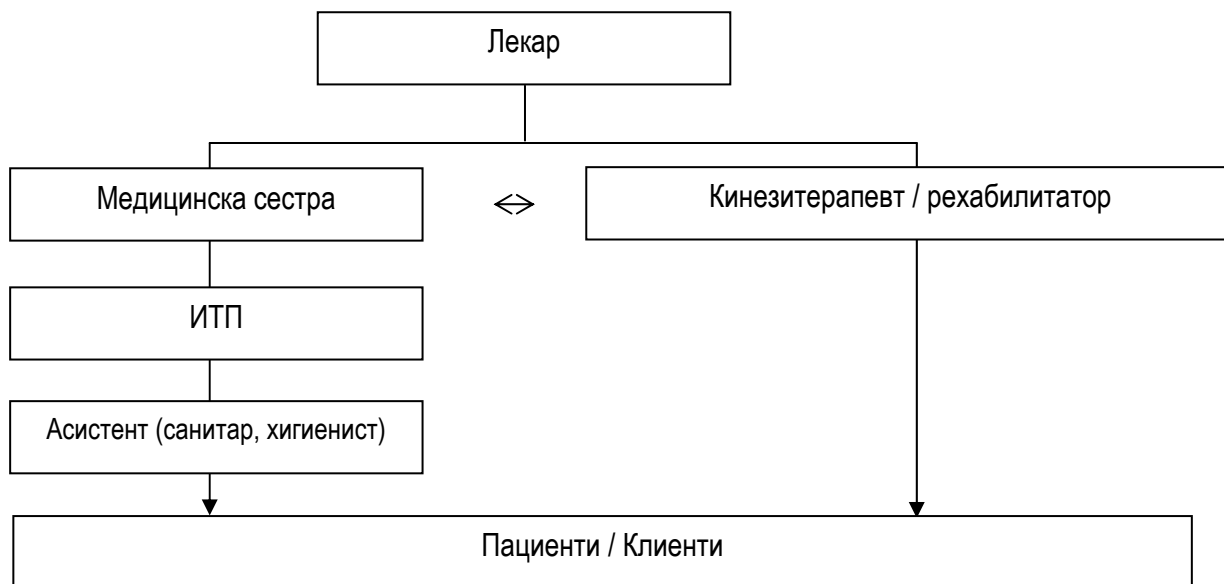 Лекар
Медицинска сестра
Кинезитерапевт / рехабилитатор
ИТП
Асистент (санитар, хигиенист)
Пациенти / Клиенти